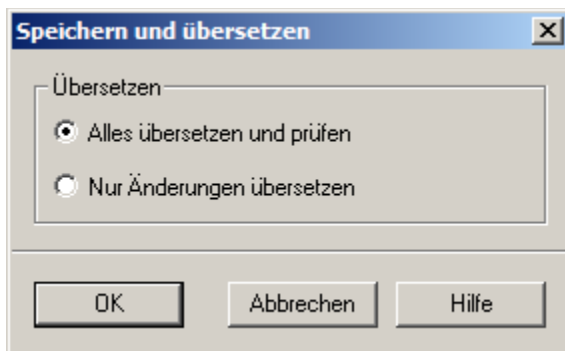 Speichern und übersetzen
Übersetzen
Alles übersetzen und prüfen
Nur Änderungen übersetzen
OK Abbrechen Hilfe